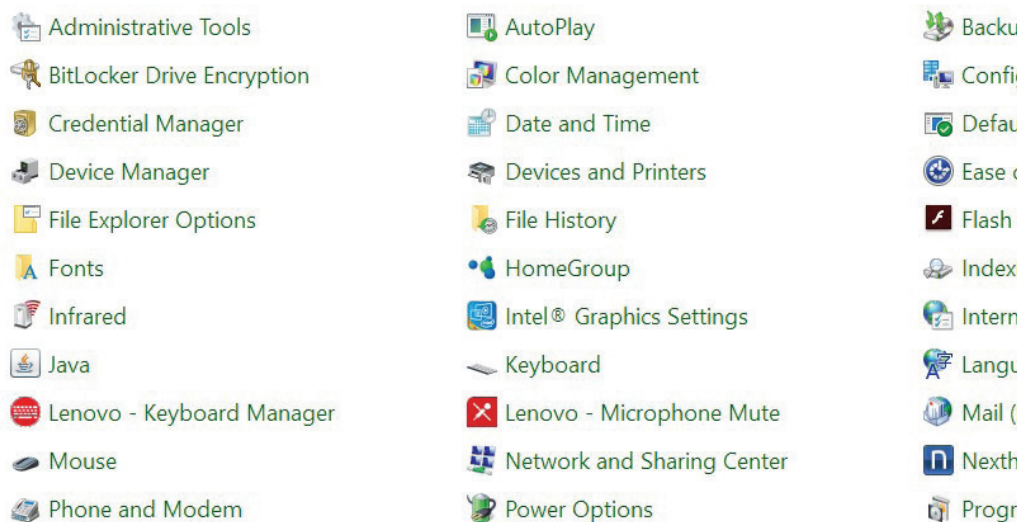 Administrative Tools
AutoPlay
Backu
BitLocker Drive Encryption
Color Management
Config
Credential Manager
Date and Time
Defau
Device Manager
Devices and Printers
Ease o
File Explorer Options
File History
Flash
Fonts
HomeGroup
Index
Infrared
Intel® Graphics Settings
Intern
Java
Keyboard
Langu
Lenovo - Keyboard Manager
Lenovo - Microphone Mute
Mail (
Mouse
Network and Sharing Center
Nexth
Phone and Modem
Power Options
Progr